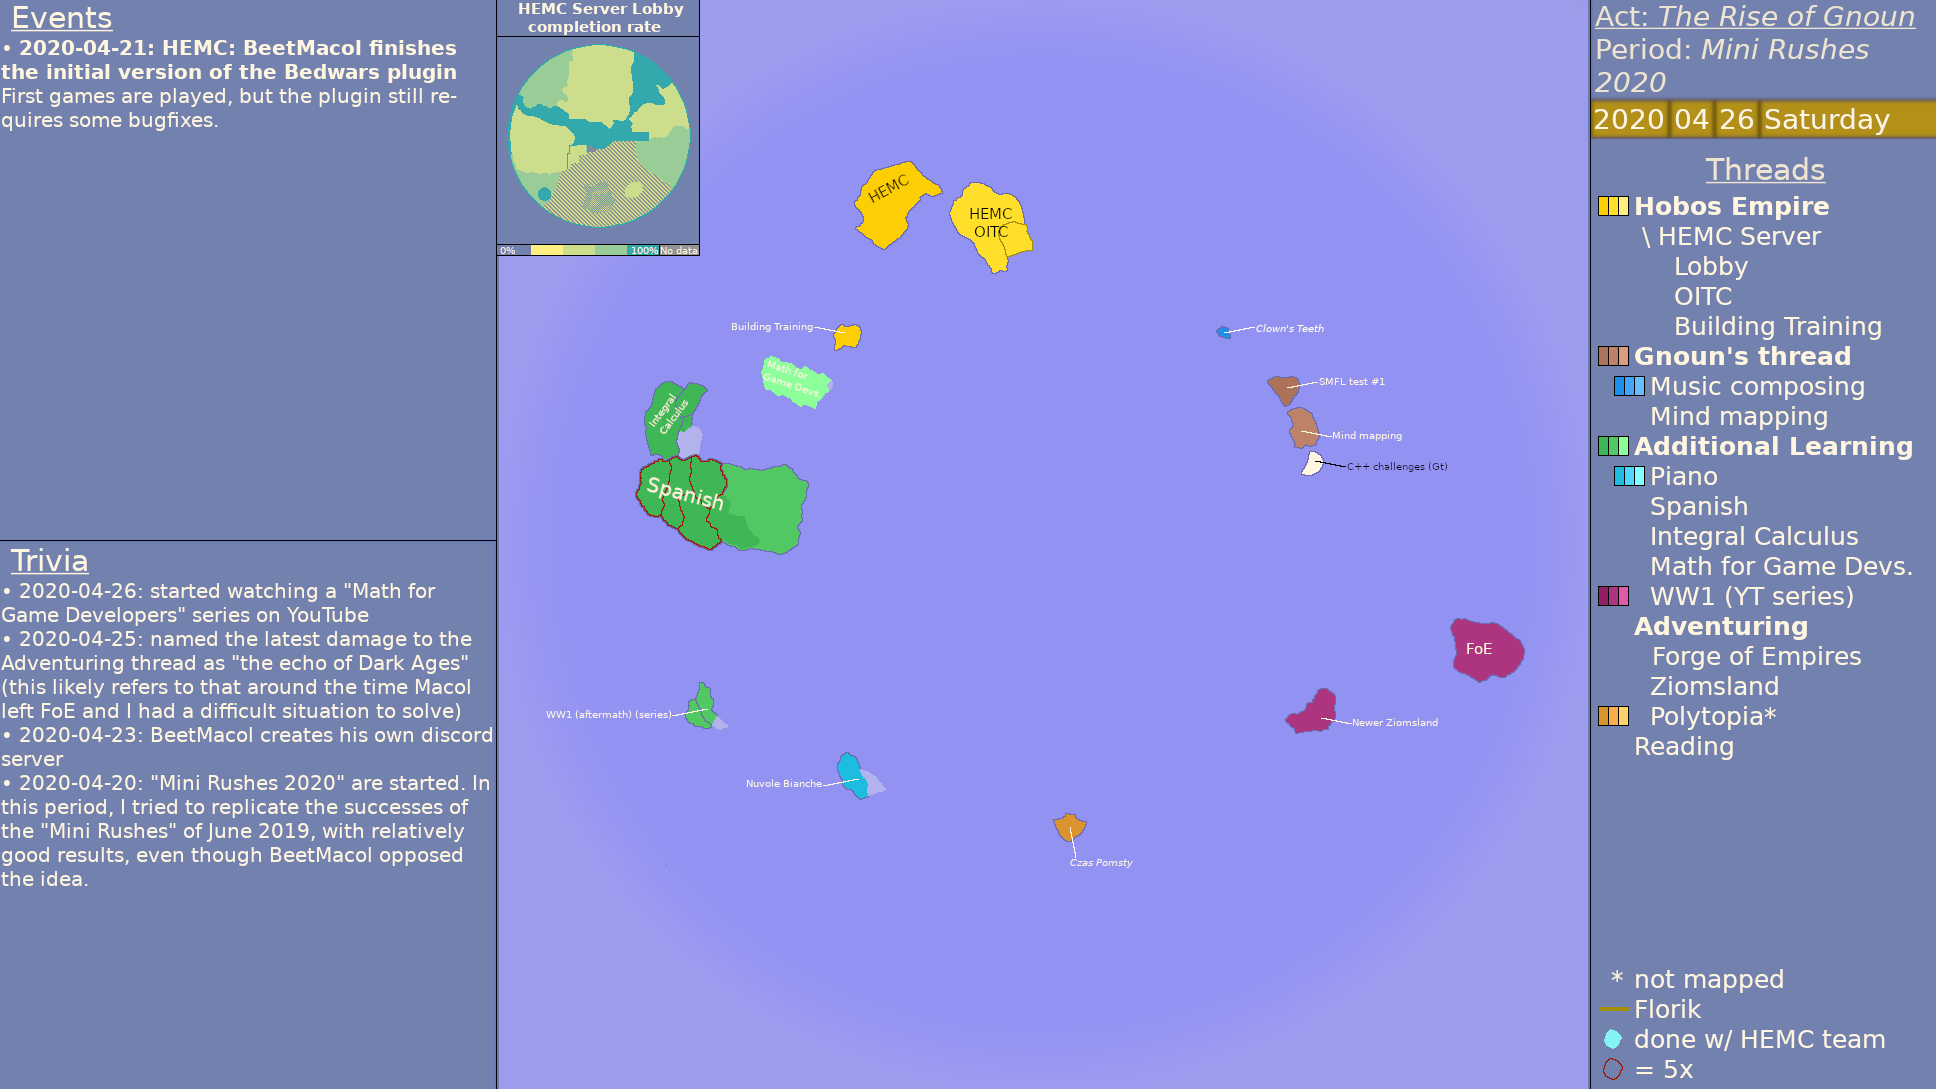 Events
• 2020-04-21: HEMC: BeetMacol finishes
the initial version of the Bedwars plugin
First games are played, but the plugin still re-
quires some bugfixes.
Trivia
• 2020-04-26: started watching a "Math for
Game Developers" series on YouTube
• 2020-04-25: named the latest damage to the
Adventuring thread as "the echo of Dark Ages"
(this likely refers to that around the time Macol
left FoE and I had a difficult situation to solve)
• 2020-04-23: BeetMacol creates his own discord
server
• 2020-04-20: "Mini Rushes 2020" are started. In
this period, I tried to replicate the successes of
the "Mini Rushes" of June 2019, with relatively
good results, even though BeetMacol opposed
the idea.
HEMC Server Lobby
completion rate
0% 100% No data
HEMC
HEMC
OITC
Building Training
Math for
Game Devs.
Integral
Calculus
Spanish
WW1 (aftermath) (series)
Nuvole Bianche
Czas Pomsty
Clown's Teeth
SMFL test #1
Mind mapping
C++ challenges (Gt)
FoE
Newer Ziomsland
Act: The Rise of Gnoun
Period: Mini Rushes
2020
2020 04 26 Saturday
Threads
Hobos Empire
\ HEMC Server
Lobby
OITC
Building Training
Gnoun's thread
Music composing
Mind mapping
Additional Learning
Piano
Spanish
Integral Calculus
Math for Game Devs.
WW1 (YT series)
Adventuring
Forge of Empires
Ziomsland
Polytopia*
Reading
* not mapped
Florik
done w/ HEMC team
= 5x